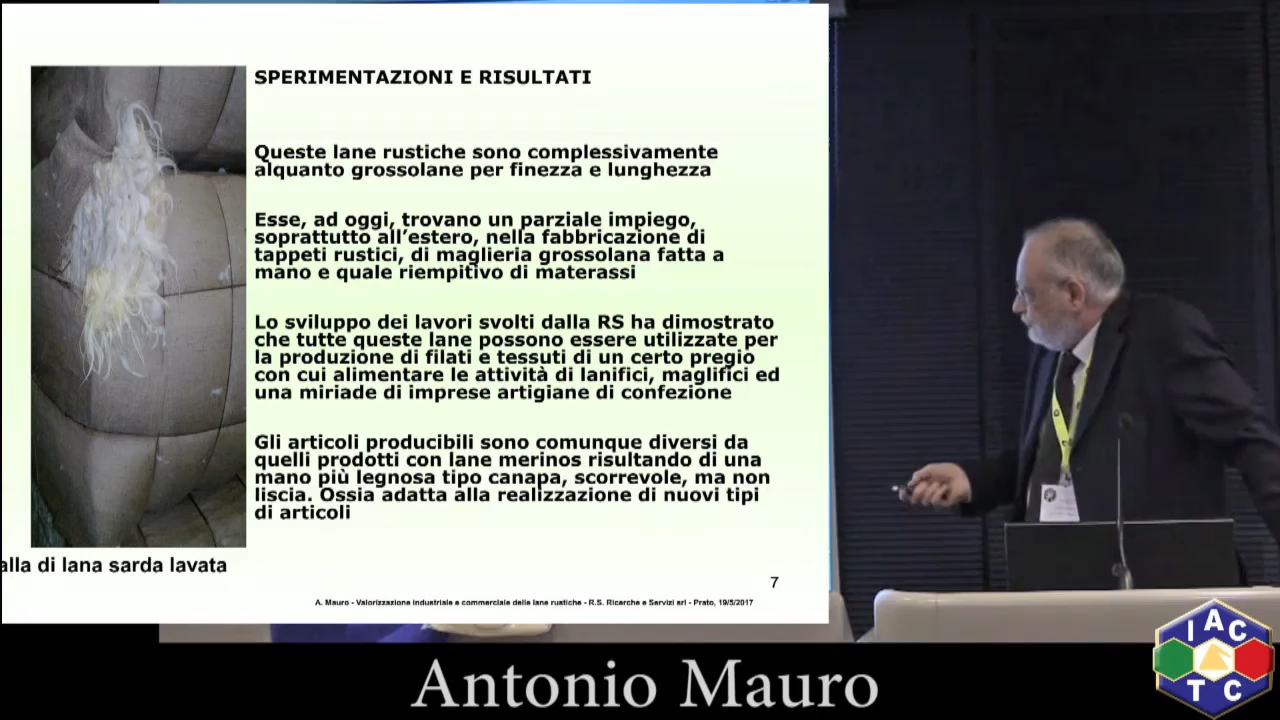 SPERIMENTAZIONI E RISULTATI
Queste lane rustiche sono complessivamente
alquanto grossolane per finezza e lunghezza
Esse, ad oggi, trovano un parziale impiego,
soprattutto all'estero, nella fabbricazione di
tappeti rustici, di maglieria grossolana fatta a
mano e quale riempitivo di materassi
Lo sviluppo dei lavori svolti dalla RS ha dimostrato
che tutte queste lane possono essere utilizzate per
la produzione di filati e tessuti di un certo pregio
con cui alimentare le attività di lanifici, maglifici ed
una miriade di imprese artigiane di confezione
Gli articoli producibili sono comunque diversi da
quelli prodotti con lane merinos risultando di una
mano più legnosa tipo canapa, scorrevole, ma non
liscia. Ossia adatta alla realizzazione di nuovi tipi
di articoli
alla di lana sarda lavata
7
A. Mauro - Valorizzazione industriale e commerciale delle lane rustiche - R.S. Ricerche e Servizi srl - Prato, 19/5/2017
Antonio Mauro
IAC
TC